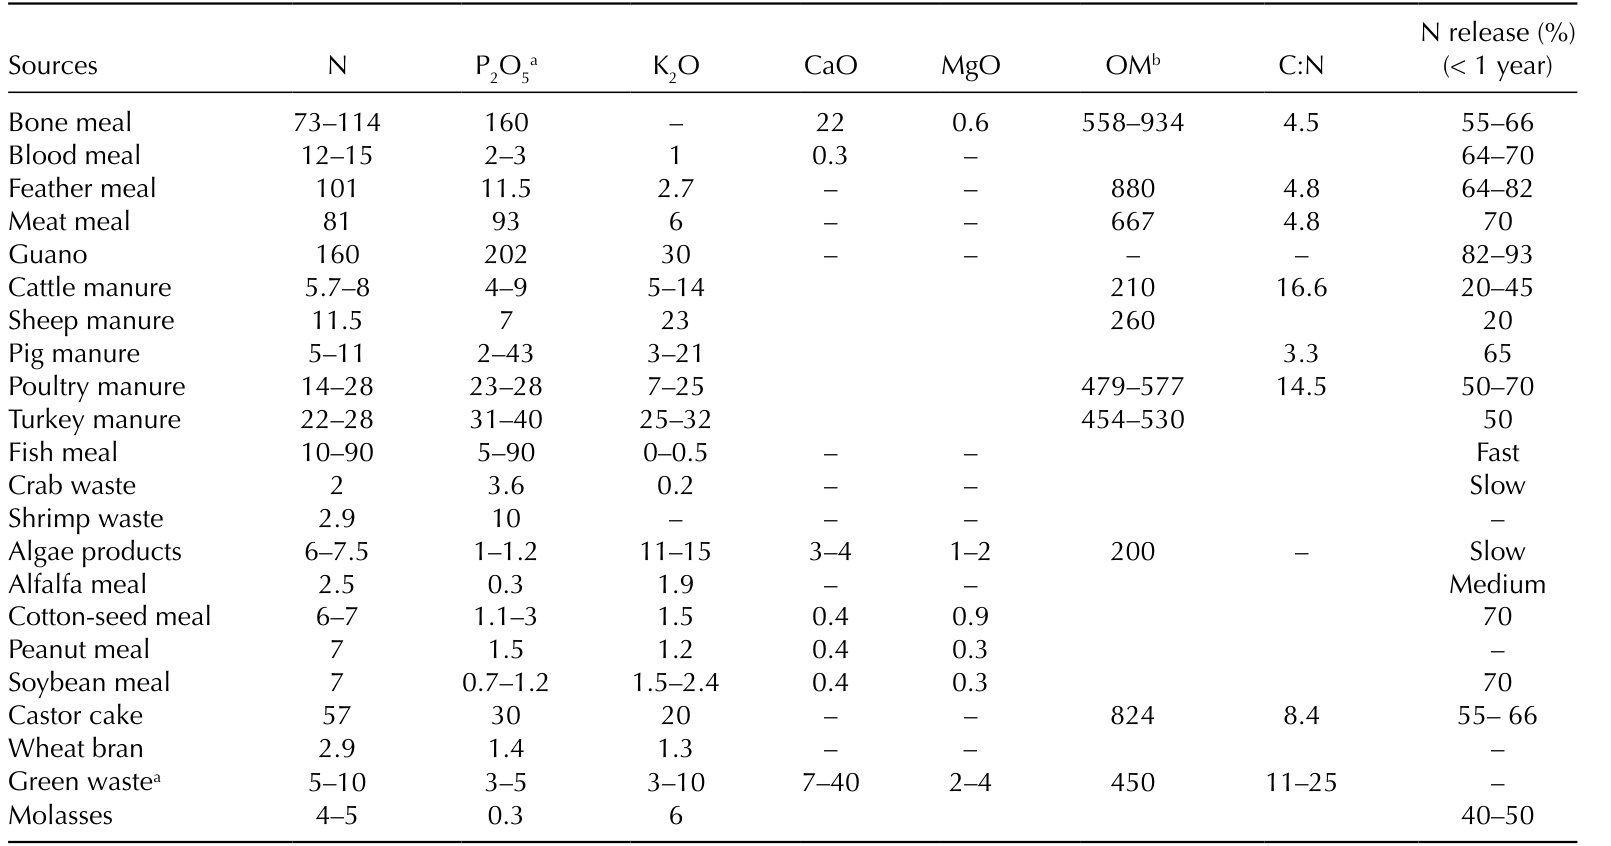 Sources N P₂O₅ᵃ K₂O CaO MgO OMᵇ C:N N release (%) (< 1 year)
Bone meal 73–114 160 – 22 0.6 558–934 4.5 55–66
Blood meal 12–15 2–3 1 0.3 – 64–70
Feather meal 101 11.5 2.7 – – 880 4.8 64–82
Meat meal 81 93 6 – – 667 4.8 70
Guano 160 202 30 – – – – 82–93
Cattle manure 5.7–8 4–9 5–14 210 16.6 20–45
Sheep manure 11.5 7 23 260 20
Pig manure 5–11 2–43 3–21 3.3 65
Poultry manure 14–28 23–28 7–25 479–577 14.5 50–70
Turkey manure 22–28 31–40 25–32 454–530 50
Fish meal 10–90 5–90 0–0.5 – – Fast
Crab waste 2 3.6 0.2 – – Slow
Shrimp waste 2.9 10 – – – –
Algae products 6–7.5 1–1.2 11–15 3–4 1–2 200 – Slow
Alfalfa meal 2.5 0.3 1.9 – – Medium
Cotton-seed meal 6–7 1.1–3 1.5 0.4 0.9 70
Peanut meal 7 1.5 1.2 0.4 0.3 –
Soybean meal 7 0.7–1.2 1.5–2.4 0.4 0.3 70
Castor cake 57 30 20 – – 824 8.4 55– 66
Wheat bran 2.9 1.4 1.3 – – –
Green wasteᵃ 5–10 3–5 3–10 7–40 2–4 450 11–25 –
Molasses 4–5 0.3 6 40–50